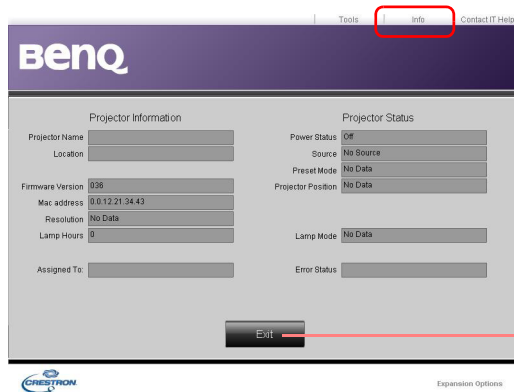 Tools Info Contact IT Help
BenQ
Projector Information
Projector Name
Location
Firmware Version 036
Mac address 0.0.12.21.34.43
Resolution No Data
Lamp Hours 0
Assigned To:
Projector Status
Power Status Off
Source No Source
Preset Mode No Data
Projector Position No Data
Lamp Mode No Data
Error Status
Exit
CRESTRON
Expansion Options